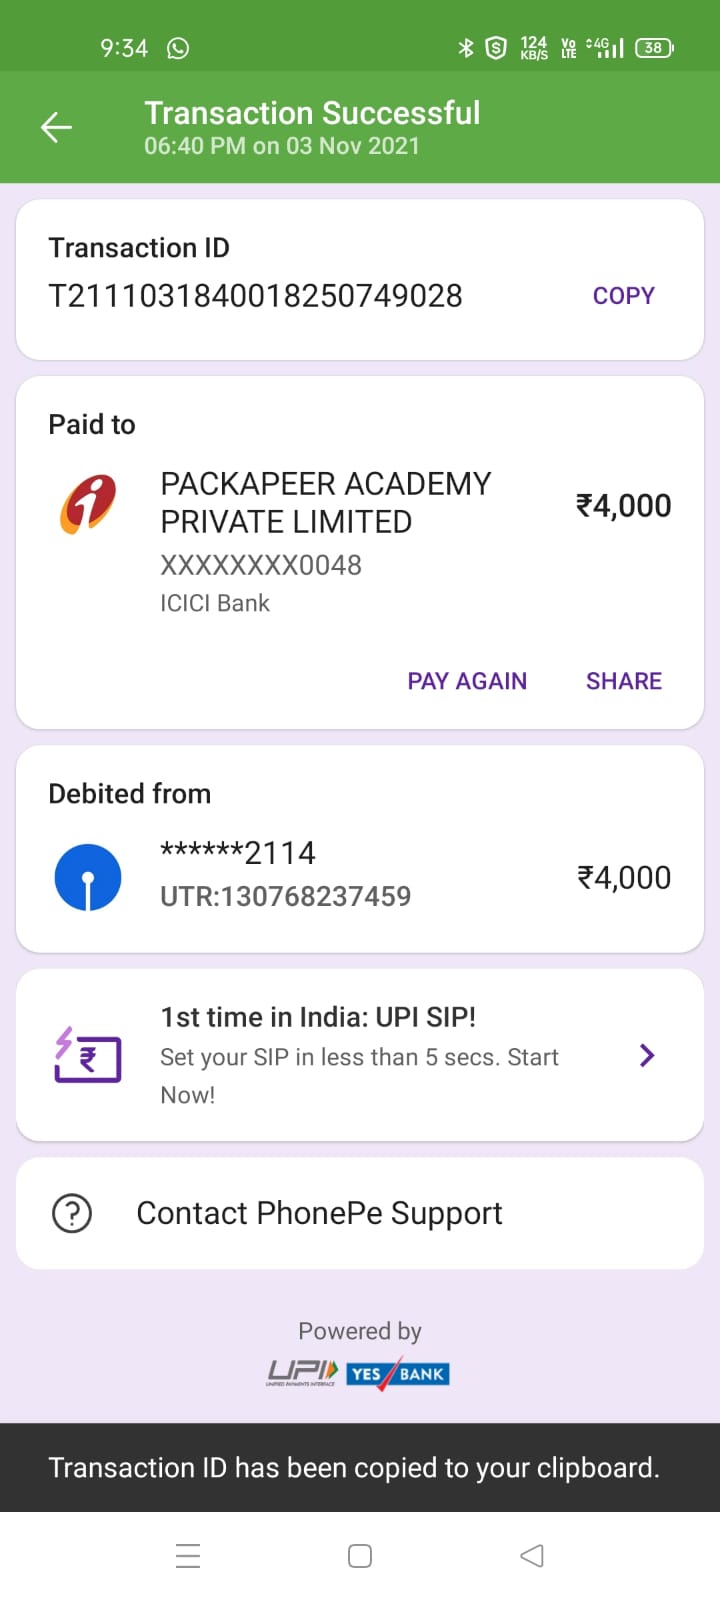 9:34
124
KB/S
Vo
LTE
4G
38
Transaction Successful
06:40 PM on 03 Nov 2021
Transaction ID
T2111031840018250749028
COPY
Paid to
PACKAPEER ACADEMY
PRIVATE LIMITED
₹4,000
XXXXXXXX0048
ICICI Bank
PAY AGAIN
SHARE
Debited from
******2114
₹4,000
UTR:130768237459
1st time in India: UPI SIP!
Set your SIP in less than 5 secs. Start
Now!
Contact PhonePe Support
Powered by
UPI
UNIFIED PAYMENTS INTERFACE
YES BANK
Transaction ID has been copied to your clipboard.